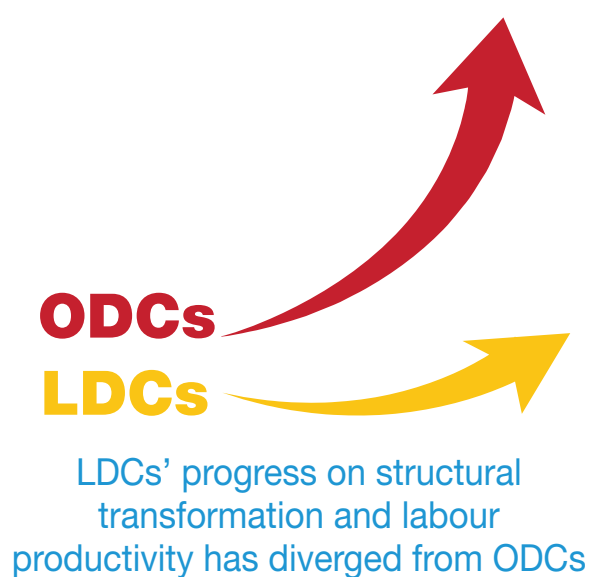 ODCs
LDCs
LDCs’ progress on structural
transformation and labour
productivity has diverged from ODCs